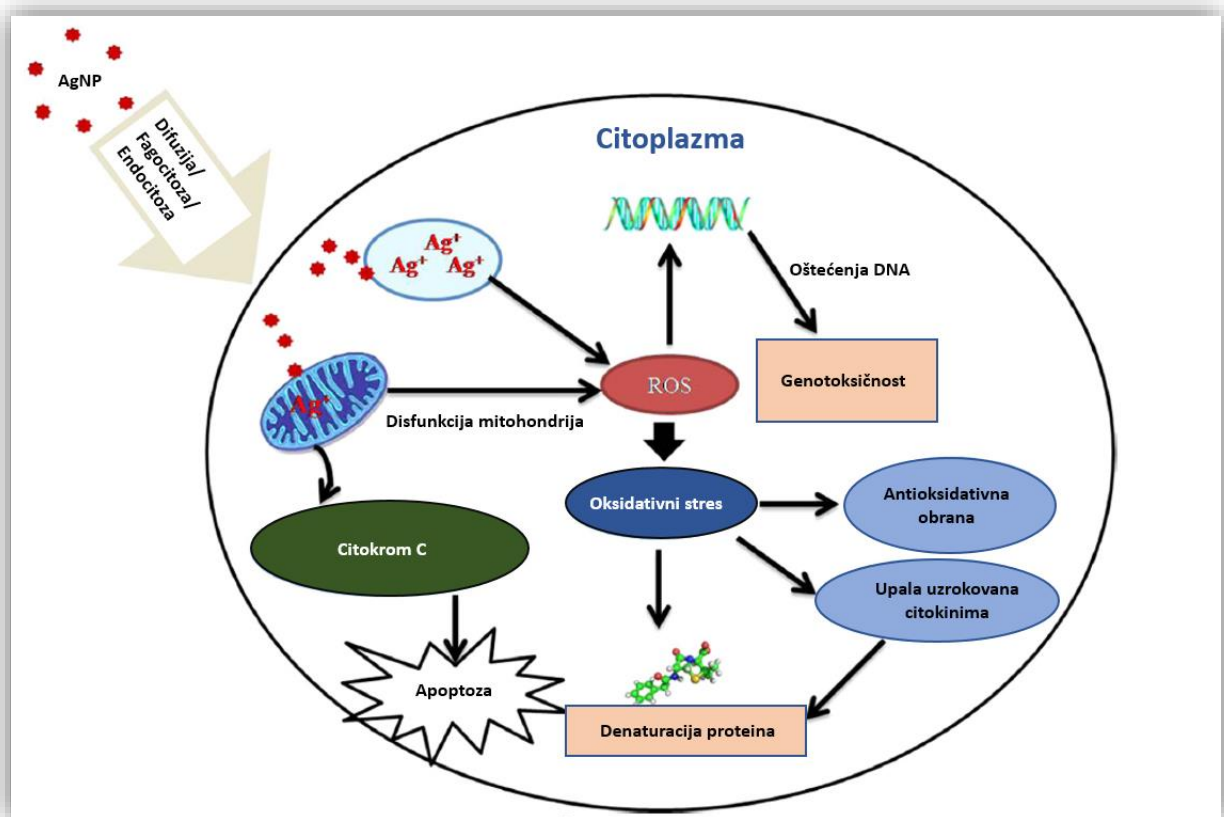 AgNP
Difuzija/
Fagocitoza/
Endocitoza
Citoplazma
Ag⁺
Ag⁺ Ag⁺
Oštećenja DNA
ROS
Genotoksičnost
Ag⁺
Disfunkcija mitohondrija
Oksidativni stres
Antioksidativna
obrana
Citokrom C
Upala uzrokovana
citokinima
Apoptoza
Denaturacija proteina